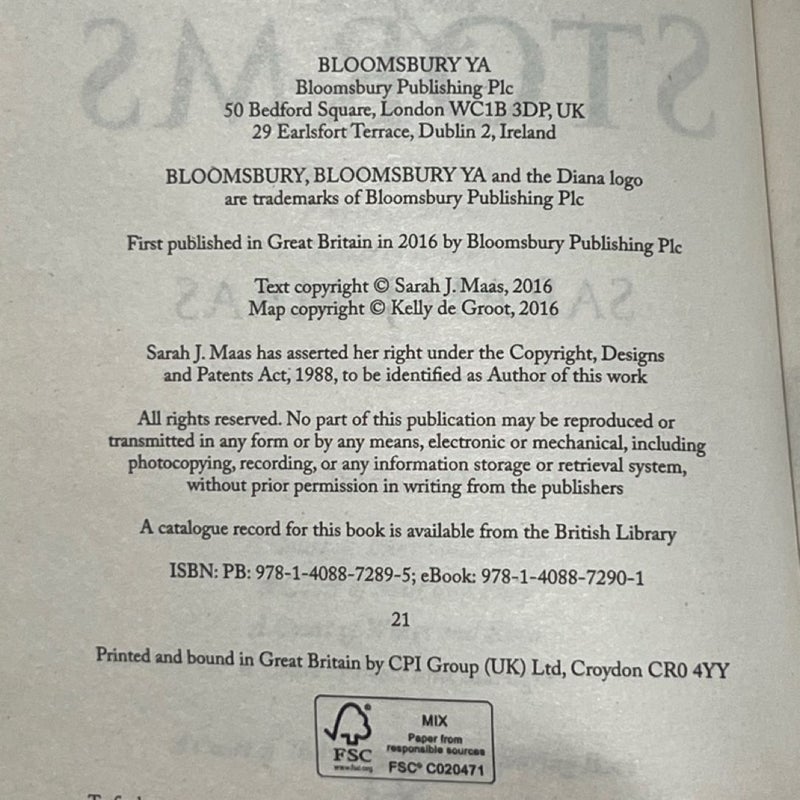 BLOOMSBURY YA
Bloomsbury Publishing Plc
50 Bedford Square, London WC1B 3DP, UK
29 Earlsfort Terrace, Dublin 2, Ireland
BLOOMSBURY, BLOOMSBURY YA and the Diana logo
are trademarks of Bloomsbury Publishing Plc
First published in Great Britain in 2016 by Bloomsbury Publishing Plc
Text copyright © Sarah J. Maas, 2016
Map copyright © Kelly de Groot, 2016
Sarah J. Maas has asserted her right under the Copyright, Designs
and Patents Act, 1988, to be identified as Author of this work
All rights reserved. No part of this publication may be reproduced or
transmitted in any form or by any means, electronic or mechanical, including
photocopying, recording, or any information storage or retrieval system,
without prior permission in writing from the publishers
A catalogue record for this book is available from the British Library
ISBN: PB: 978-1-4088-7289-5; eBook: 978-1-4088-7290-1
21
Printed and bound in Great Britain by CPI Group (UK) Ltd, Croydon CR0 4YY
FSC
www.fsc.org
MIX
Paper from
responsible sources
FSC® C020471